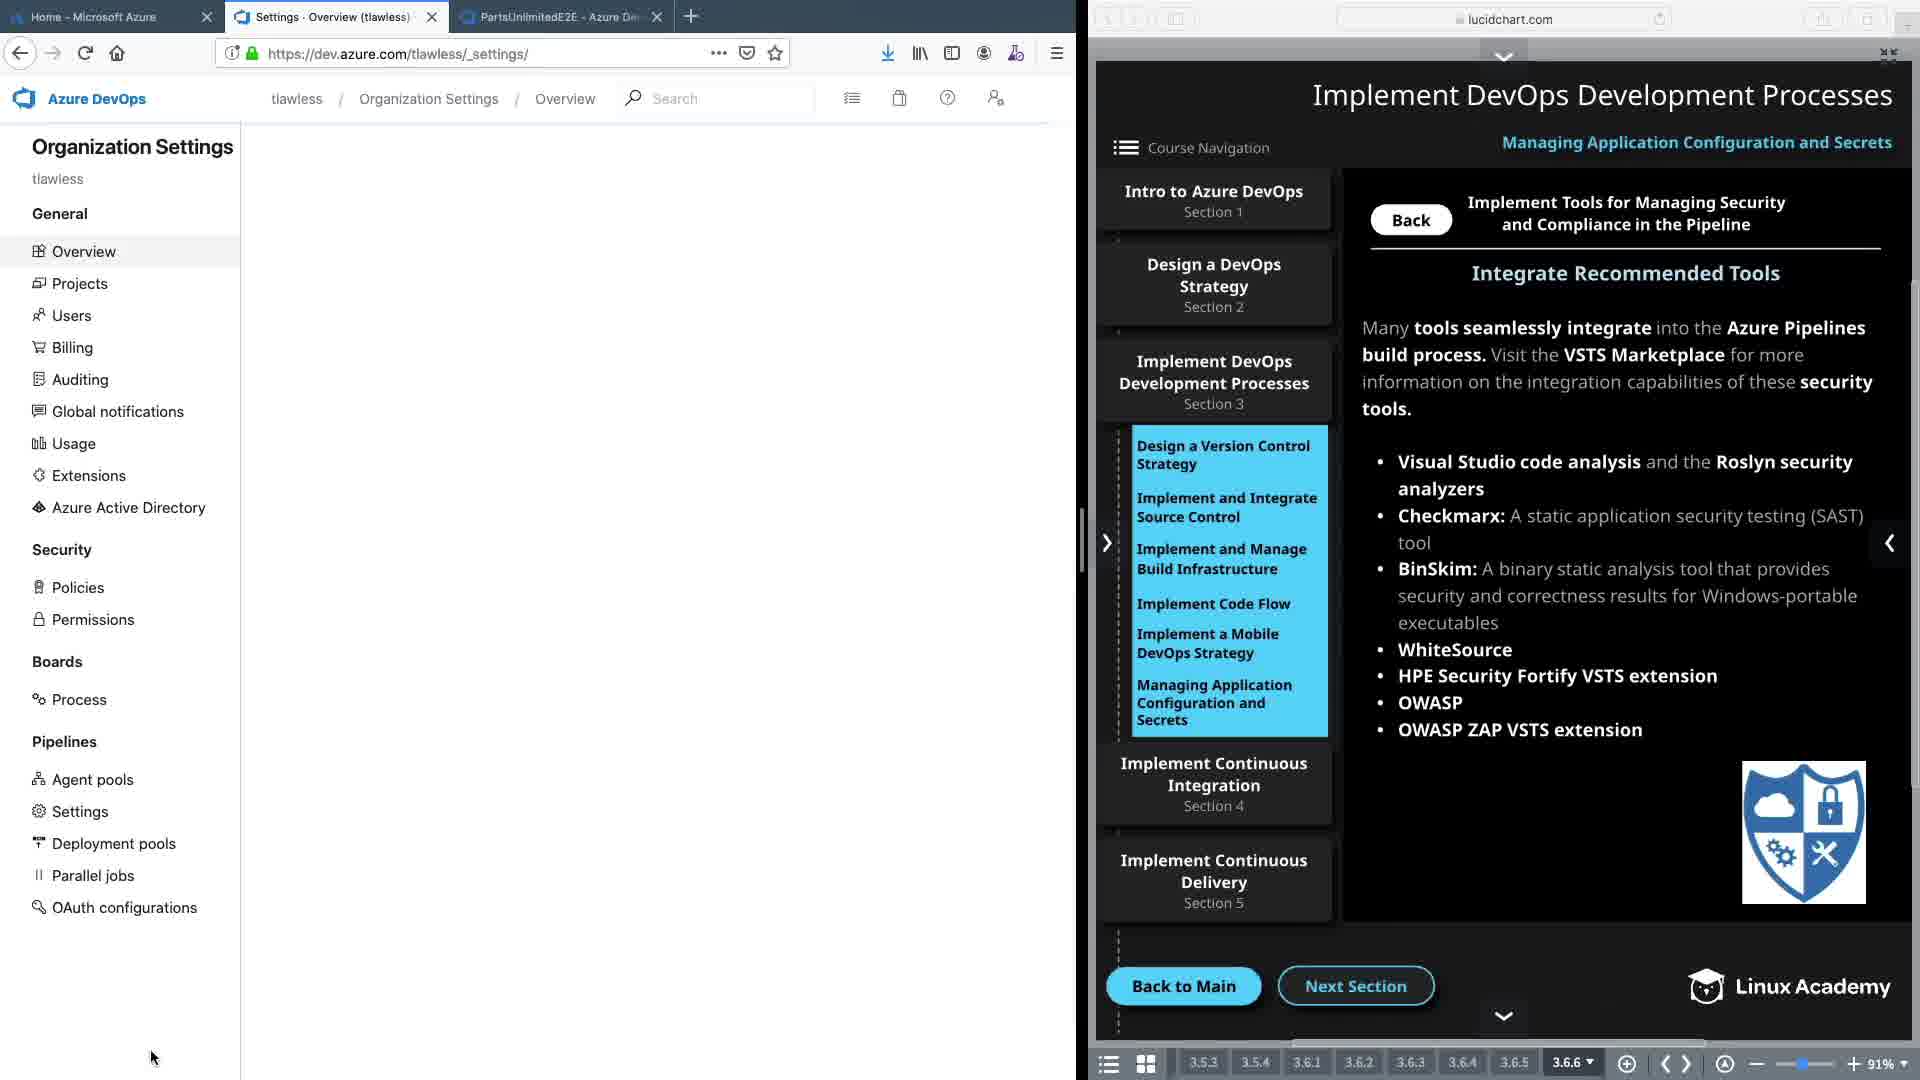 Home – Microsoft Azure
Settings · Overview (tlawless)
PartsUnlimitedE2E - Azure De
https://dev.azure.com/tlawless/_settings/
Azure DevOps
tlawless / Organization Settings / Overview
Search
Organization Settings
tlawless
General
Overview
Projects
Users
Billing
Auditing
Global notifications
Usage
Extensions
Azure Active Directory
Security
Policies
Permissions
Boards
Process
Pipelines
Agent pools
Settings
Deployment pools
Parallel jobs
OAuth configurations
lucidchart.com
Implement DevOps Development Processes
Course Navigation
Managing Application Configuration and Secrets
Intro to Azure DevOps
Section 1
Design a DevOps
Strategy
Section 2
Implement DevOps
Development Processes
Section 3
Design a Version Control
Strategy
Implement and Integrate
Source Control
Implement and Manage
Build Infrastructure
Implement Code Flow
Implement a Mobile
DevOps Strategy
Managing Application
Configuration and
Secrets
Implement Continuous
Integration
Section 4
Implement Continuous
Delivery
Section 5
Back
Implement Tools for Managing Security
and Compliance in the Pipeline
Integrate Recommended Tools
Many tools seamlessly integrate into the Azure Pipelines
build process. Visit the VSTS Marketplace for more
information on the integration capabilities of these security
tools.
• Visual Studio code analysis and the Roslyn security
analyzers
• Checkmarx: A static application security testing (SAST)
tool
• BinSkim: A binary static analysis tool that provides
security and correctness results for Windows-portable
executables
• WhiteSource
• HPE Security Fortify VSTS extension
• OWASP
• OWASP ZAP VSTS extension
Back to Main
Next Section
Linux Academy
3.5.3
3.5.4
3.6.1
3.6.2
3.6.3
3.6.4
3.6.5
3.6.6
91%